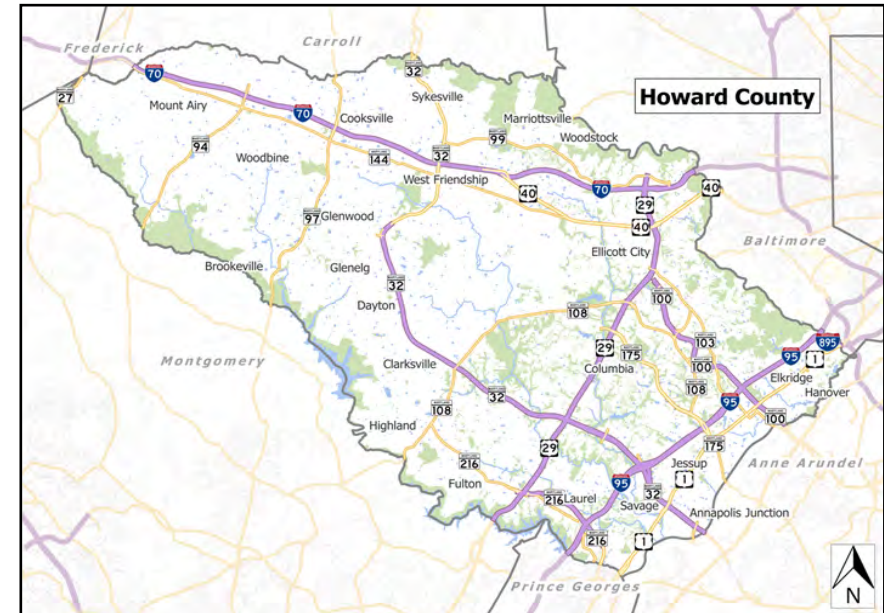 Frederick
Carroll
70
32
27
Mount Airy
70
Cooksville
Sykesville
Marriottsville
Howard County
99
Woodstock
94
Woodbine
144
32
West Friendship
40
70
40
29
97
Glenwood
40
Ellicott City
Baltimore
Brookeville
Glenelg
32
100
Dayton
108
103
895
Montgomery
29
175
95
1
Clarksville
Columbia
100
Elkridge
32
108
95
Hanover
108
100
Highland
29
175
216
Jessup
Anne Arundel
Fulton
95
1
216
Laurel
32
Savage
Annapolis Junction
216
1
Prince Georges
N